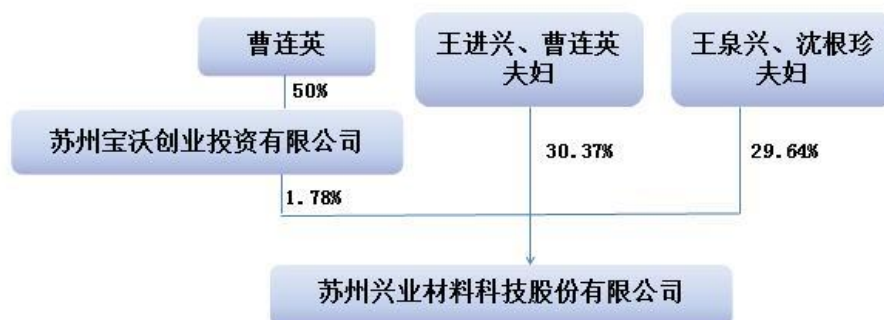 曹连英
王进兴、曹连英
夫妇
王泉兴、沈根珍
夫妇
50%
苏州宝沃创业投资有限公司
30.37%
29.64%
1.78%
苏州兴业材料科技股份有限公司